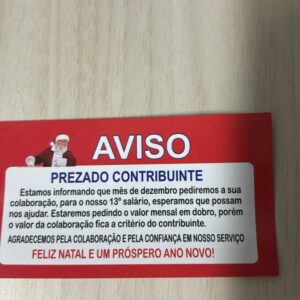 AVISO
PREZADO CONTRIBUINTE
Estamos informando que mês de dezembro pediremos a sua
colaboração, para o nosso 13º salário, esperamos que possam
nos ajudar. Estaremos pedindo o valor mensal em dobro, porém
o valor da colaboração fica a critério do contribuinte.
AGRADECEMOS PELA COLABORAÇÃO E PELA CONFIANÇA EM NOSSO SERVIÇO
FELIZ NATAL E UM PRÓSPERO ANO NOVO!